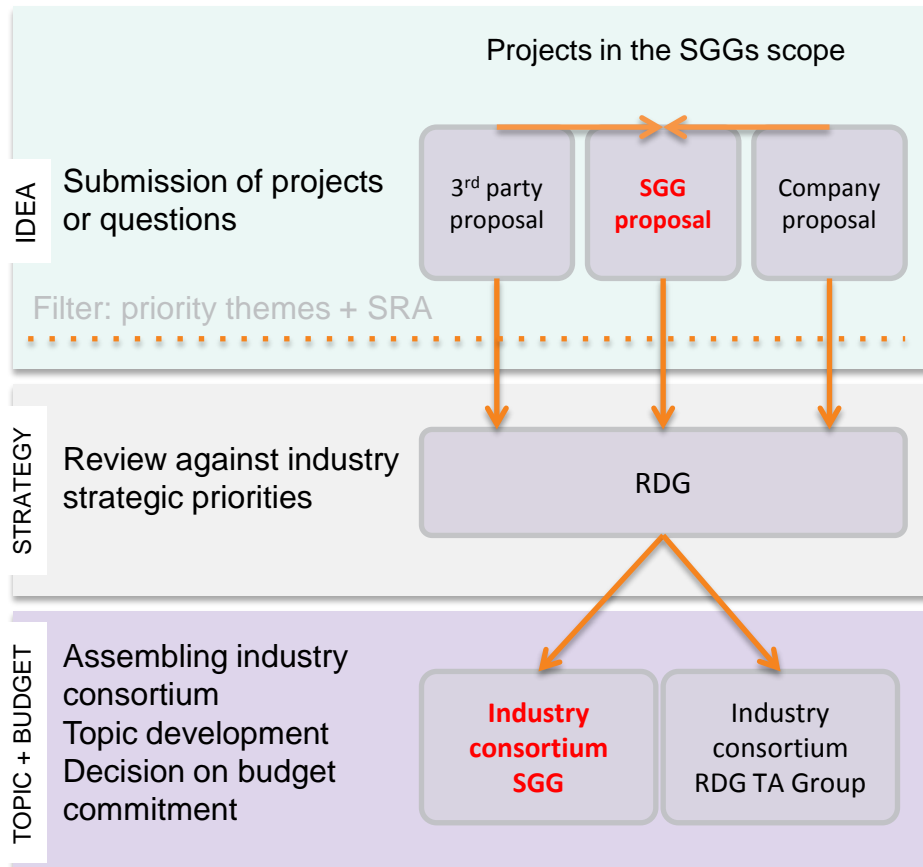 Projects in the SGGs scope
IDEA
Submission of projects
or questions
3rd party
proposal
SGG
proposal
Company
proposal
Filter: priority themes + SRA
STRATEGY
Review against industry
strategic priorities
RDG
TOPIC + BUDGET
Assembling industry
consortium
Topic development
Decision on budget
commitment
Industry
consortium
SGG
Industry
consortium
RDG TA Group